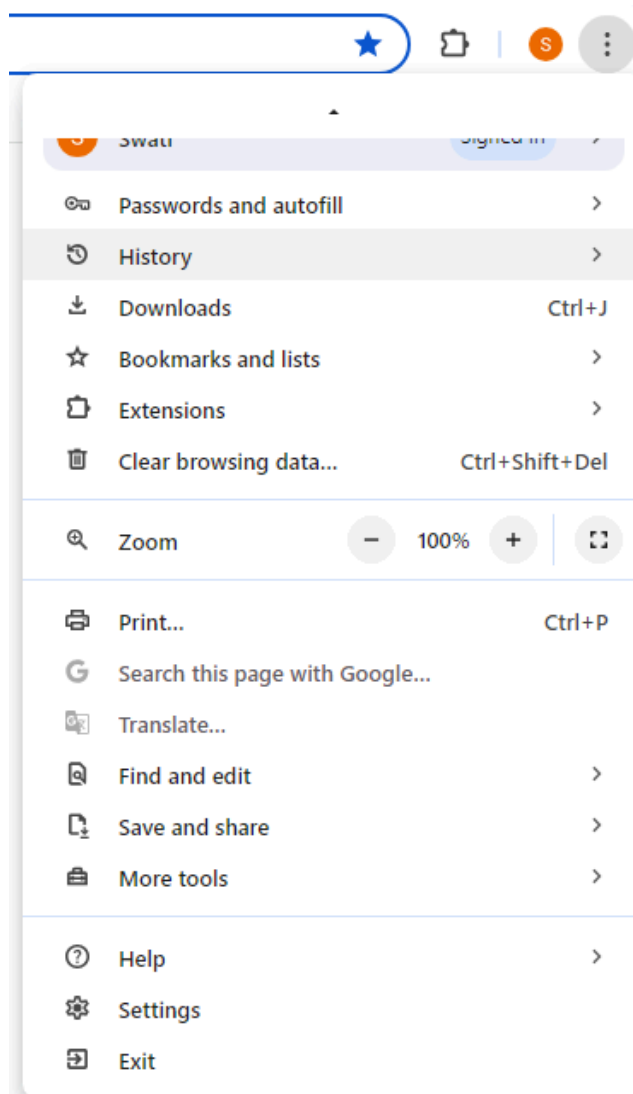 S
S Swati Signed in
Passwords and autofill
History
Downloads Ctrl+J
Bookmarks and lists
Extensions
Clear browsing data... Ctrl+Shift+Del
Zoom − 100% +
Print... Ctrl+P
G Search this page with Google...
Translate...
Find and edit
Save and share
More tools
Help
Settings
Exit